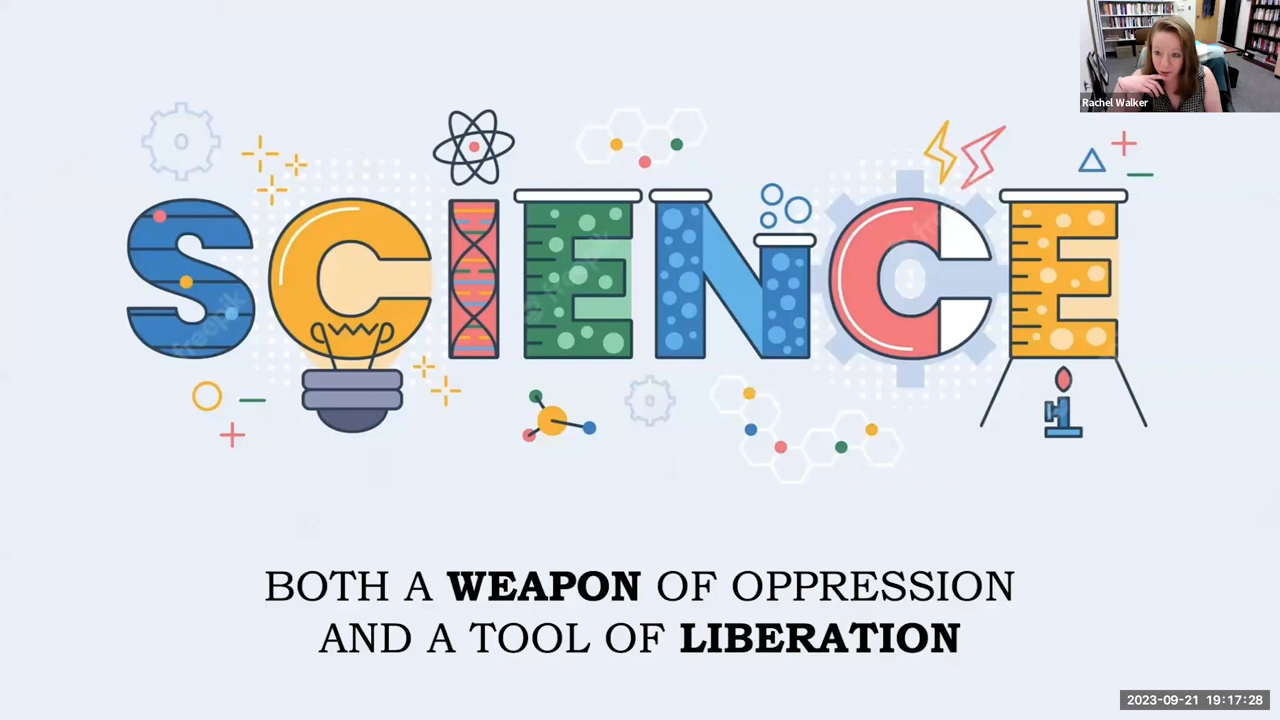 Rachel Walker
SCIENCE
BOTH A WEAPON OF OPPRESSION
AND A TOOL OF LIBERATION
2023-09-21 19:17:28